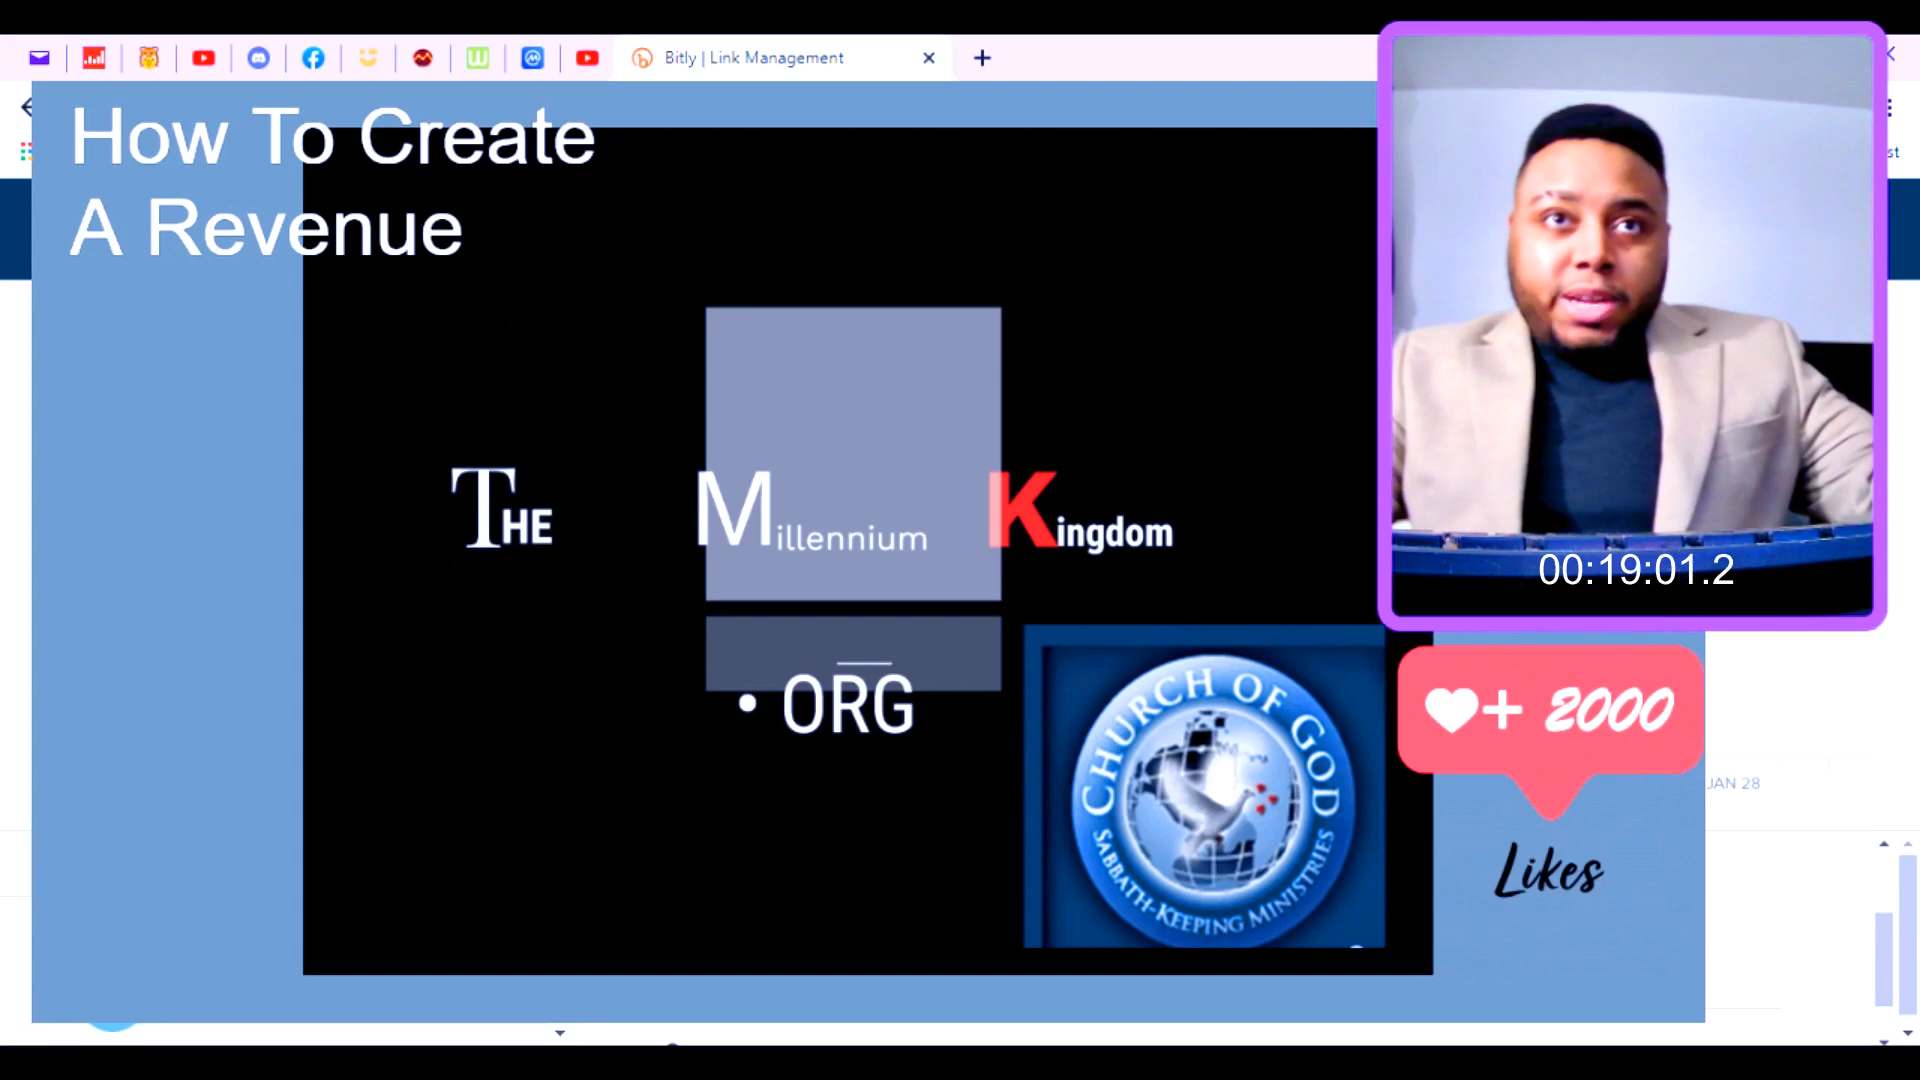 Bitly | Link Management
How To Create
A Revenue
st
THE Millennium Kingdom
• ORG
00:19:01.2
CHURCH OF GOD
SABBATH-KEEPING MINISTRIES
+ 2000
Likes
JAN 28